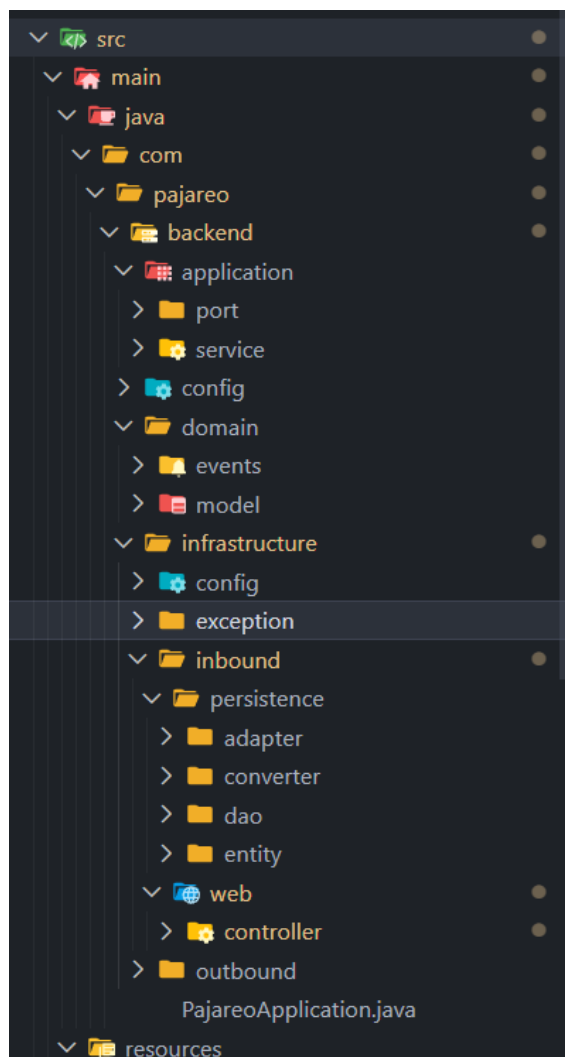 src
main
java
com
pajareo
backend
application
port
service
config
domain
events
model
infrastructure
config
exception
inbound
persistence
adapter
converter
dao
entity
web
controller
outbound
PajareoApplication.java
resources